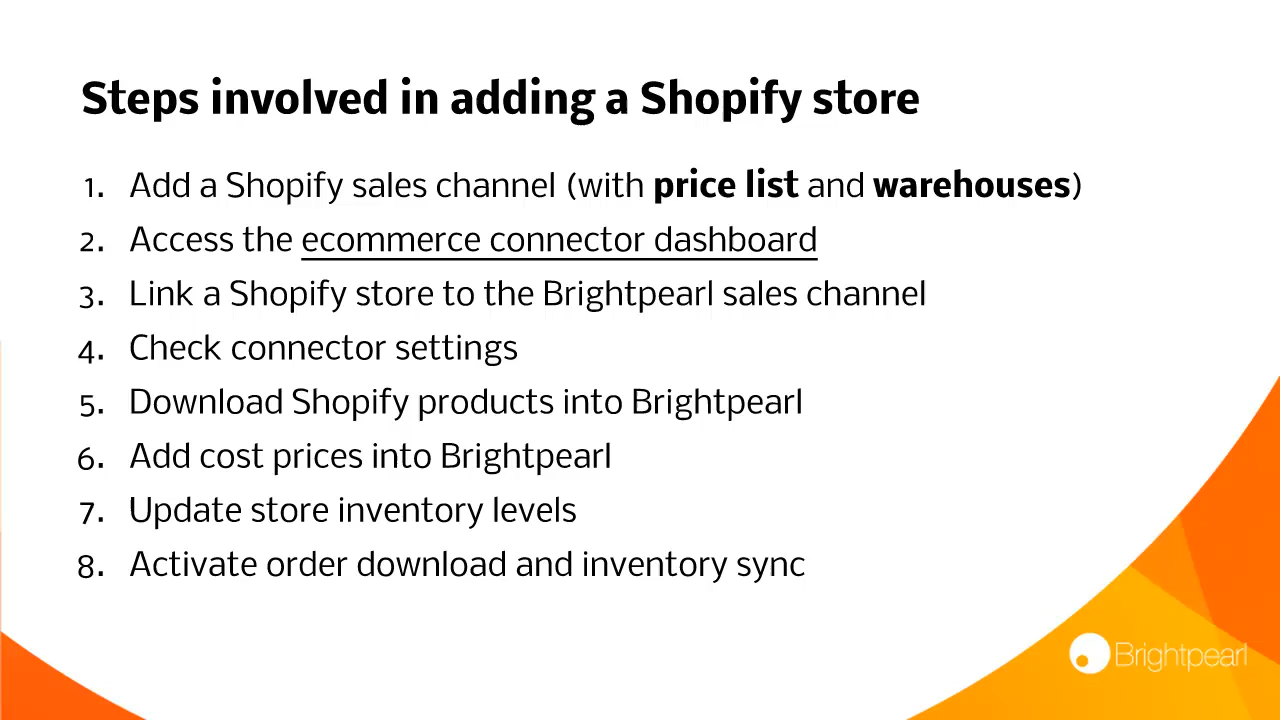 Steps involved in adding a Shopify store
1. Add a Shopify sales channel (with price list and warehouses)
2. Access the ecommerce connector dashboard
3. Link a Shopify store to the Brightpearl sales channel
4. Check connector settings
5. Download Shopify products into Brightpearl
6. Add cost prices into Brightpearl
7. Update store inventory levels
8. Activate order download and inventory sync
Brightpearl